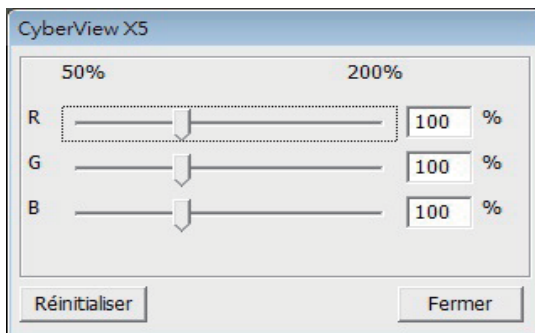 CyberView X5
50% 200%
R 100 %
G 100 %
B 100 %
Réinitialiser Fermer